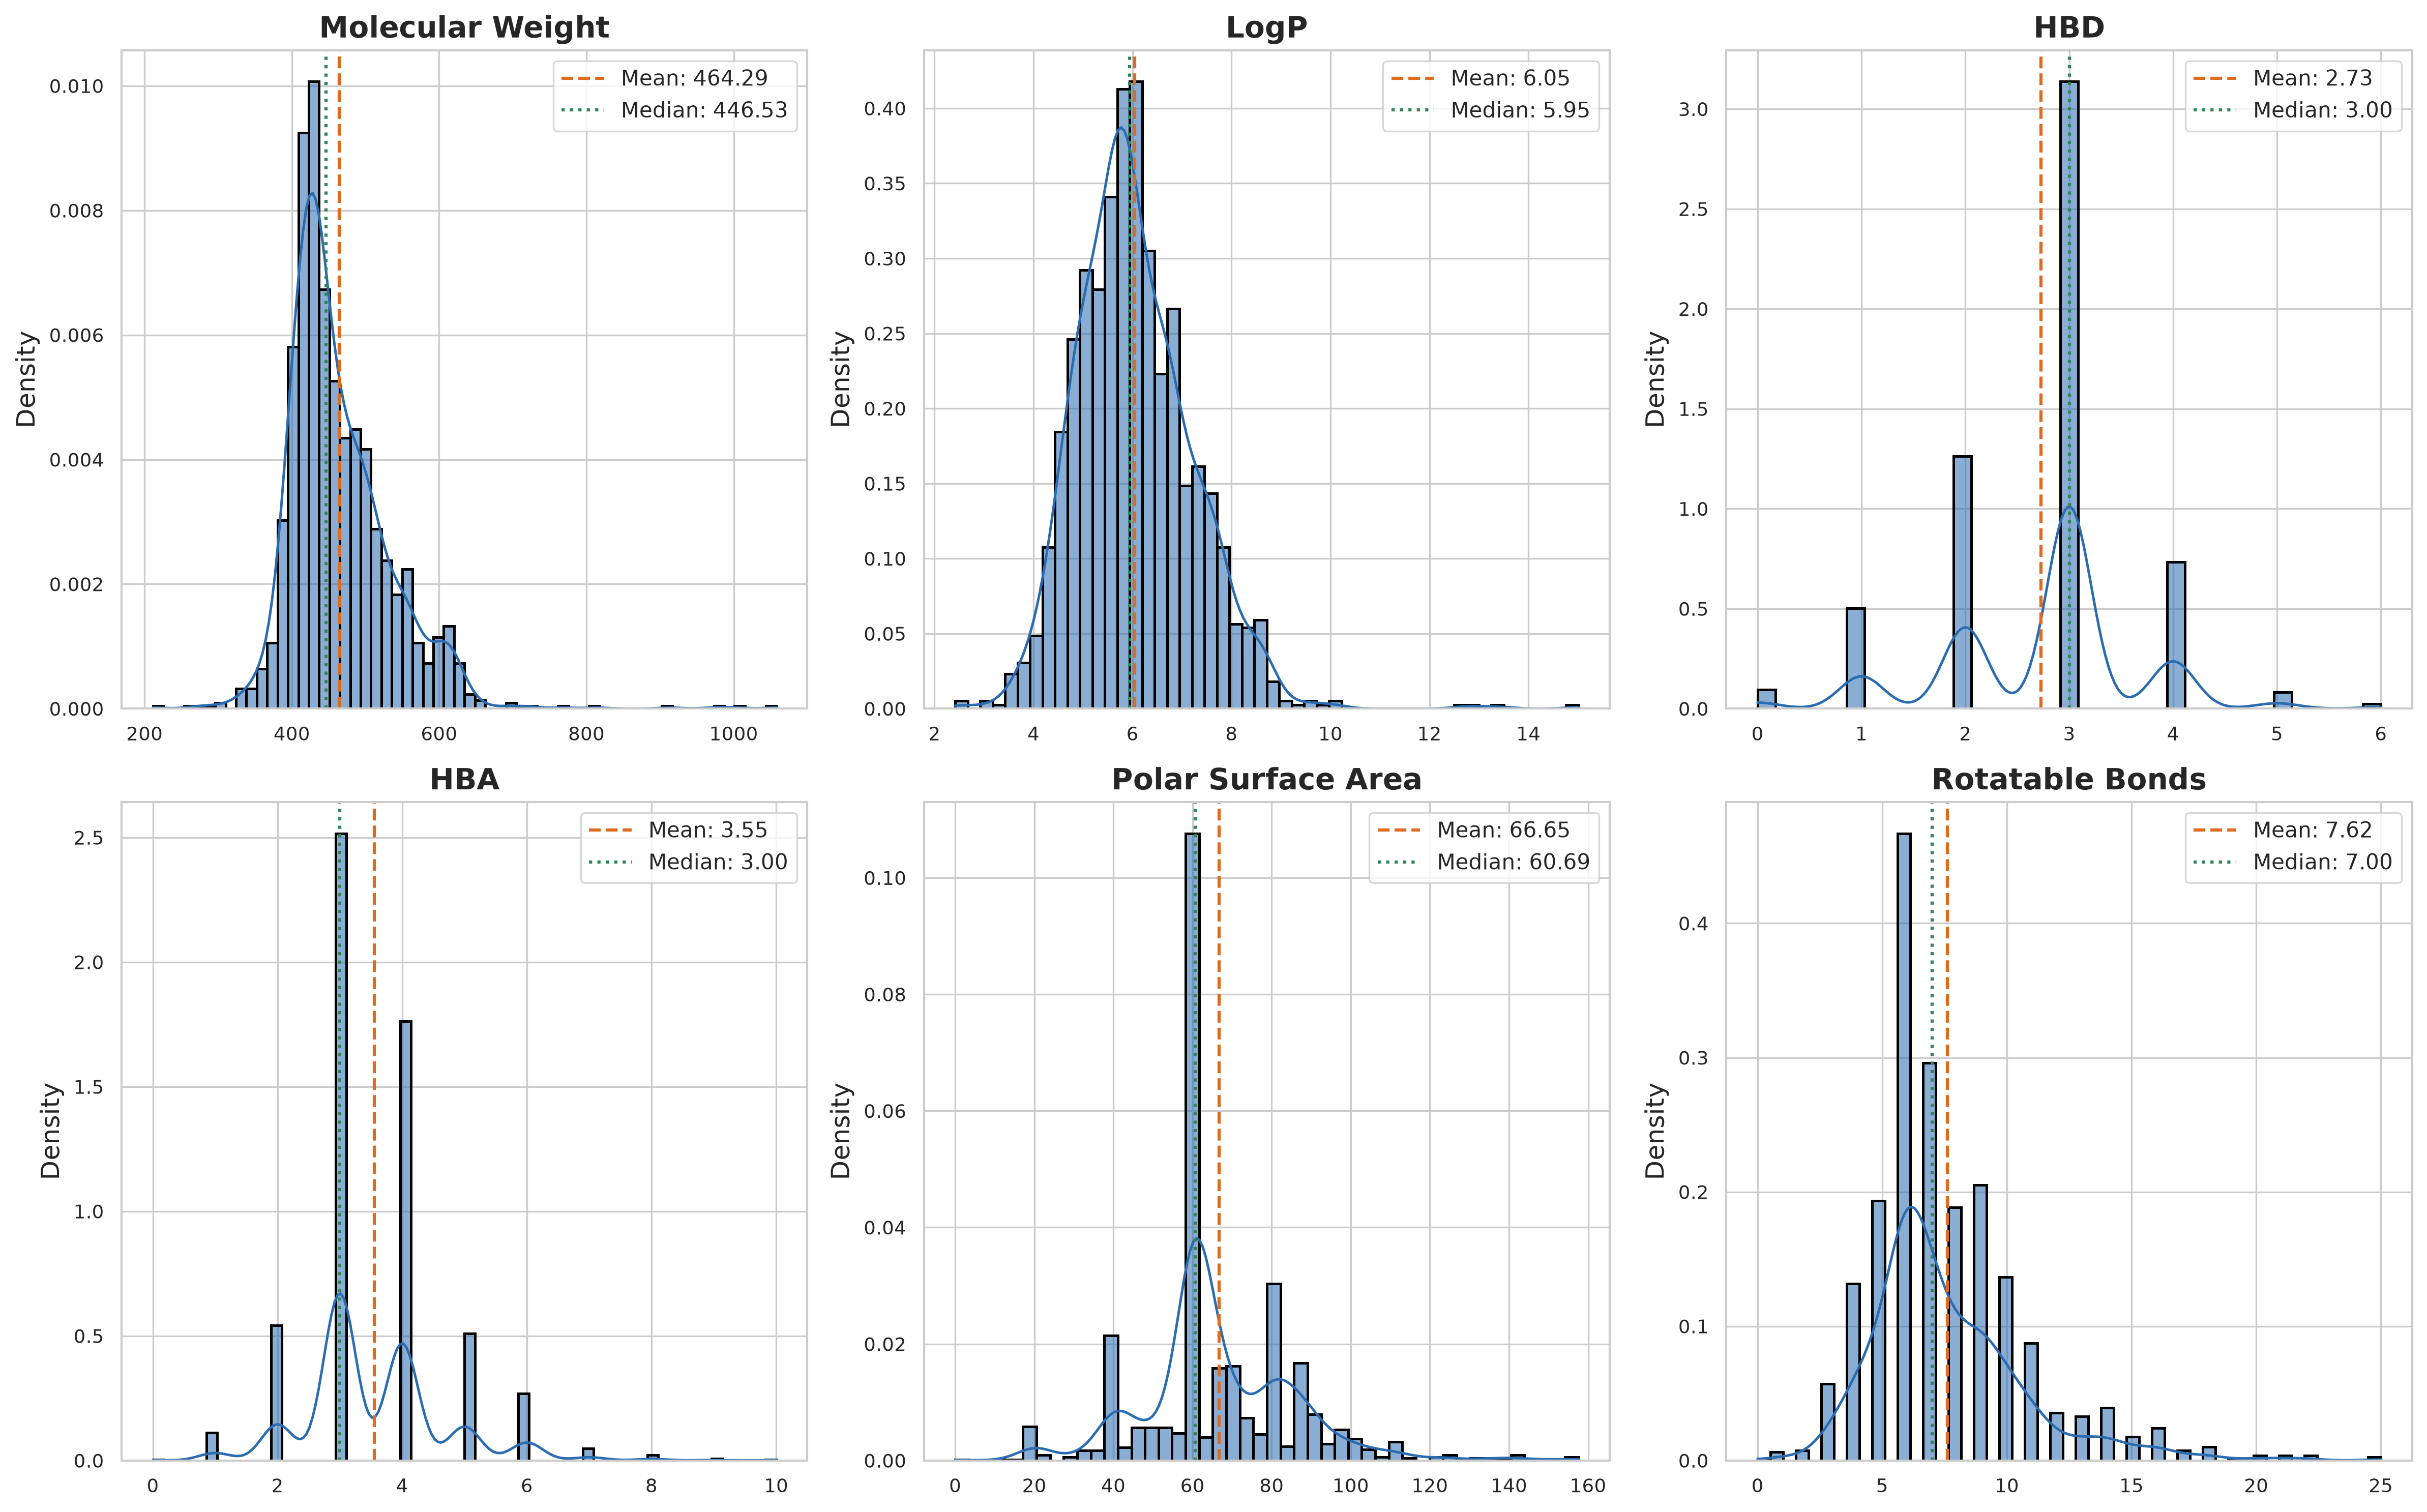 Molecular Weight
Mean: 464.29
Median: 446.53
Density
0.010
0.008
0.006
0.004
0.002
0.000
200 400 600 800 1000
LogP
Mean: 6.05
Median: 5.95
Density
0.40
0.35
0.30
0.25
0.20
0.15
0.10
0.05
0.00
2 4 6 8 10 12 14
HBD
Mean: 2.73
Median: 3.00
Density
3.0
2.5
2.0
1.5
1.0
0.5
0.0
0 1 2 3 4 5 6
HBA
Mean: 3.55
Median: 3.00
Density
2.5
2.0
1.5
1.0
0.5
0.0
0 2 4 6 8 10
Polar Surface Area
Mean: 66.65
Median: 60.69
Density
0.10
0.08
0.06
0.04
0.02
0.00
0 20 40 60 80 100 120 140 160
Rotatable Bonds
Mean: 7.62
Median: 7.00
Density
0.4
0.3
0.2
0.1
0.0
0 5 10 15 20 25